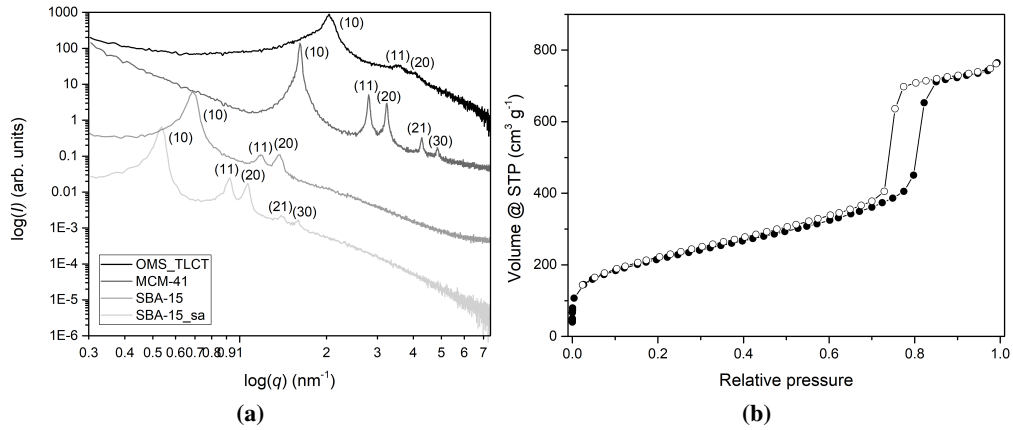 1000
100
10
1
0.1
0.01
1E-3
1E-4
1E-5
1E-6
log(I) (arb. units)
(10)
(11)
(20)
(10)
(11)
(20)
(21)
(30)
(10)
(11)
(20)
(10)
(11)
(20)
(21)
(30)
OMS_TLCT
MCM-41
SBA-15
SBA-15_sa
0.3 0.4 0.5 0.6 0.7 0.8 0.9 1 2 3 4 5 6 7
log(q) (nm-1)
(a)
800
600
400
200
0
Volume @ STP (cm3 g-1)
0.0 0.2 0.4 0.6 0.8 1.0
Relative pressure
(b)